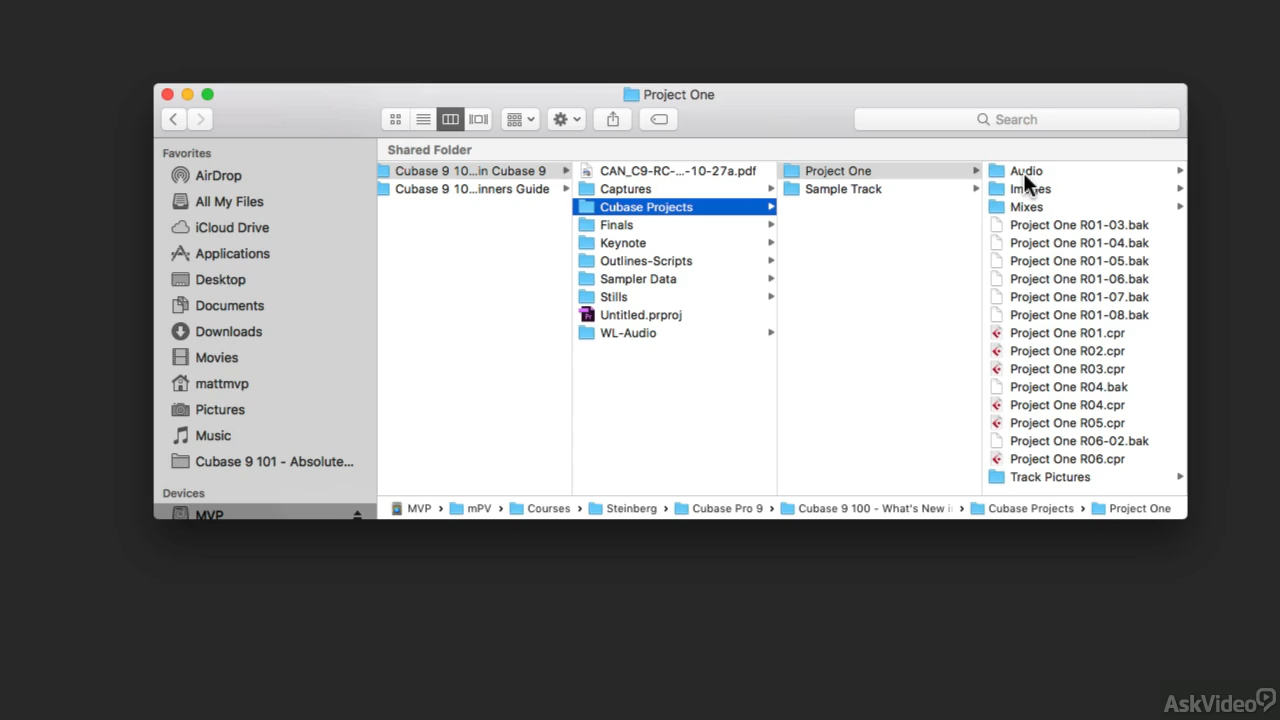 Project One
Search
Favorites
AirDrop
All My Files
iCloud Drive
Applications
Desktop
Documents
Downloads
Movies
mattmvp
Pictures
Music
Cubase 9 101 - Absolute...
Devices
MVP
Shared Folder
Cubase 9 10...in Cubase 9
Cubase 9 10...inners Guide
CAN_C9-RC-...-10-27a.pdf
Captures
Cubase Projects
Finals
Keynote
Outlines-Scripts
Sampler Data
Stills
Untitled.prproj
WL-Audio
Project One
Sample Track
Audio
Images
Mixes
Project One R01-03.bak
Project One R01-04.bak
Project One R01-05.bak
Project One R01-06.bak
Project One R01-07.bak
Project One R01-08.bak
Project One R01.cpr
Project One R02.cpr
Project One R03.cpr
Project One R04.bak
Project One R04.cpr
Project One R05.cpr
Project One R06-02.bak
Project One R06.cpr
Track Pictures
MVP › mPV › Courses › Steinberg › Cubase Pro 9 › Cubase 9 100 - What's New i › Cubase Projects › Project One
AskVideo